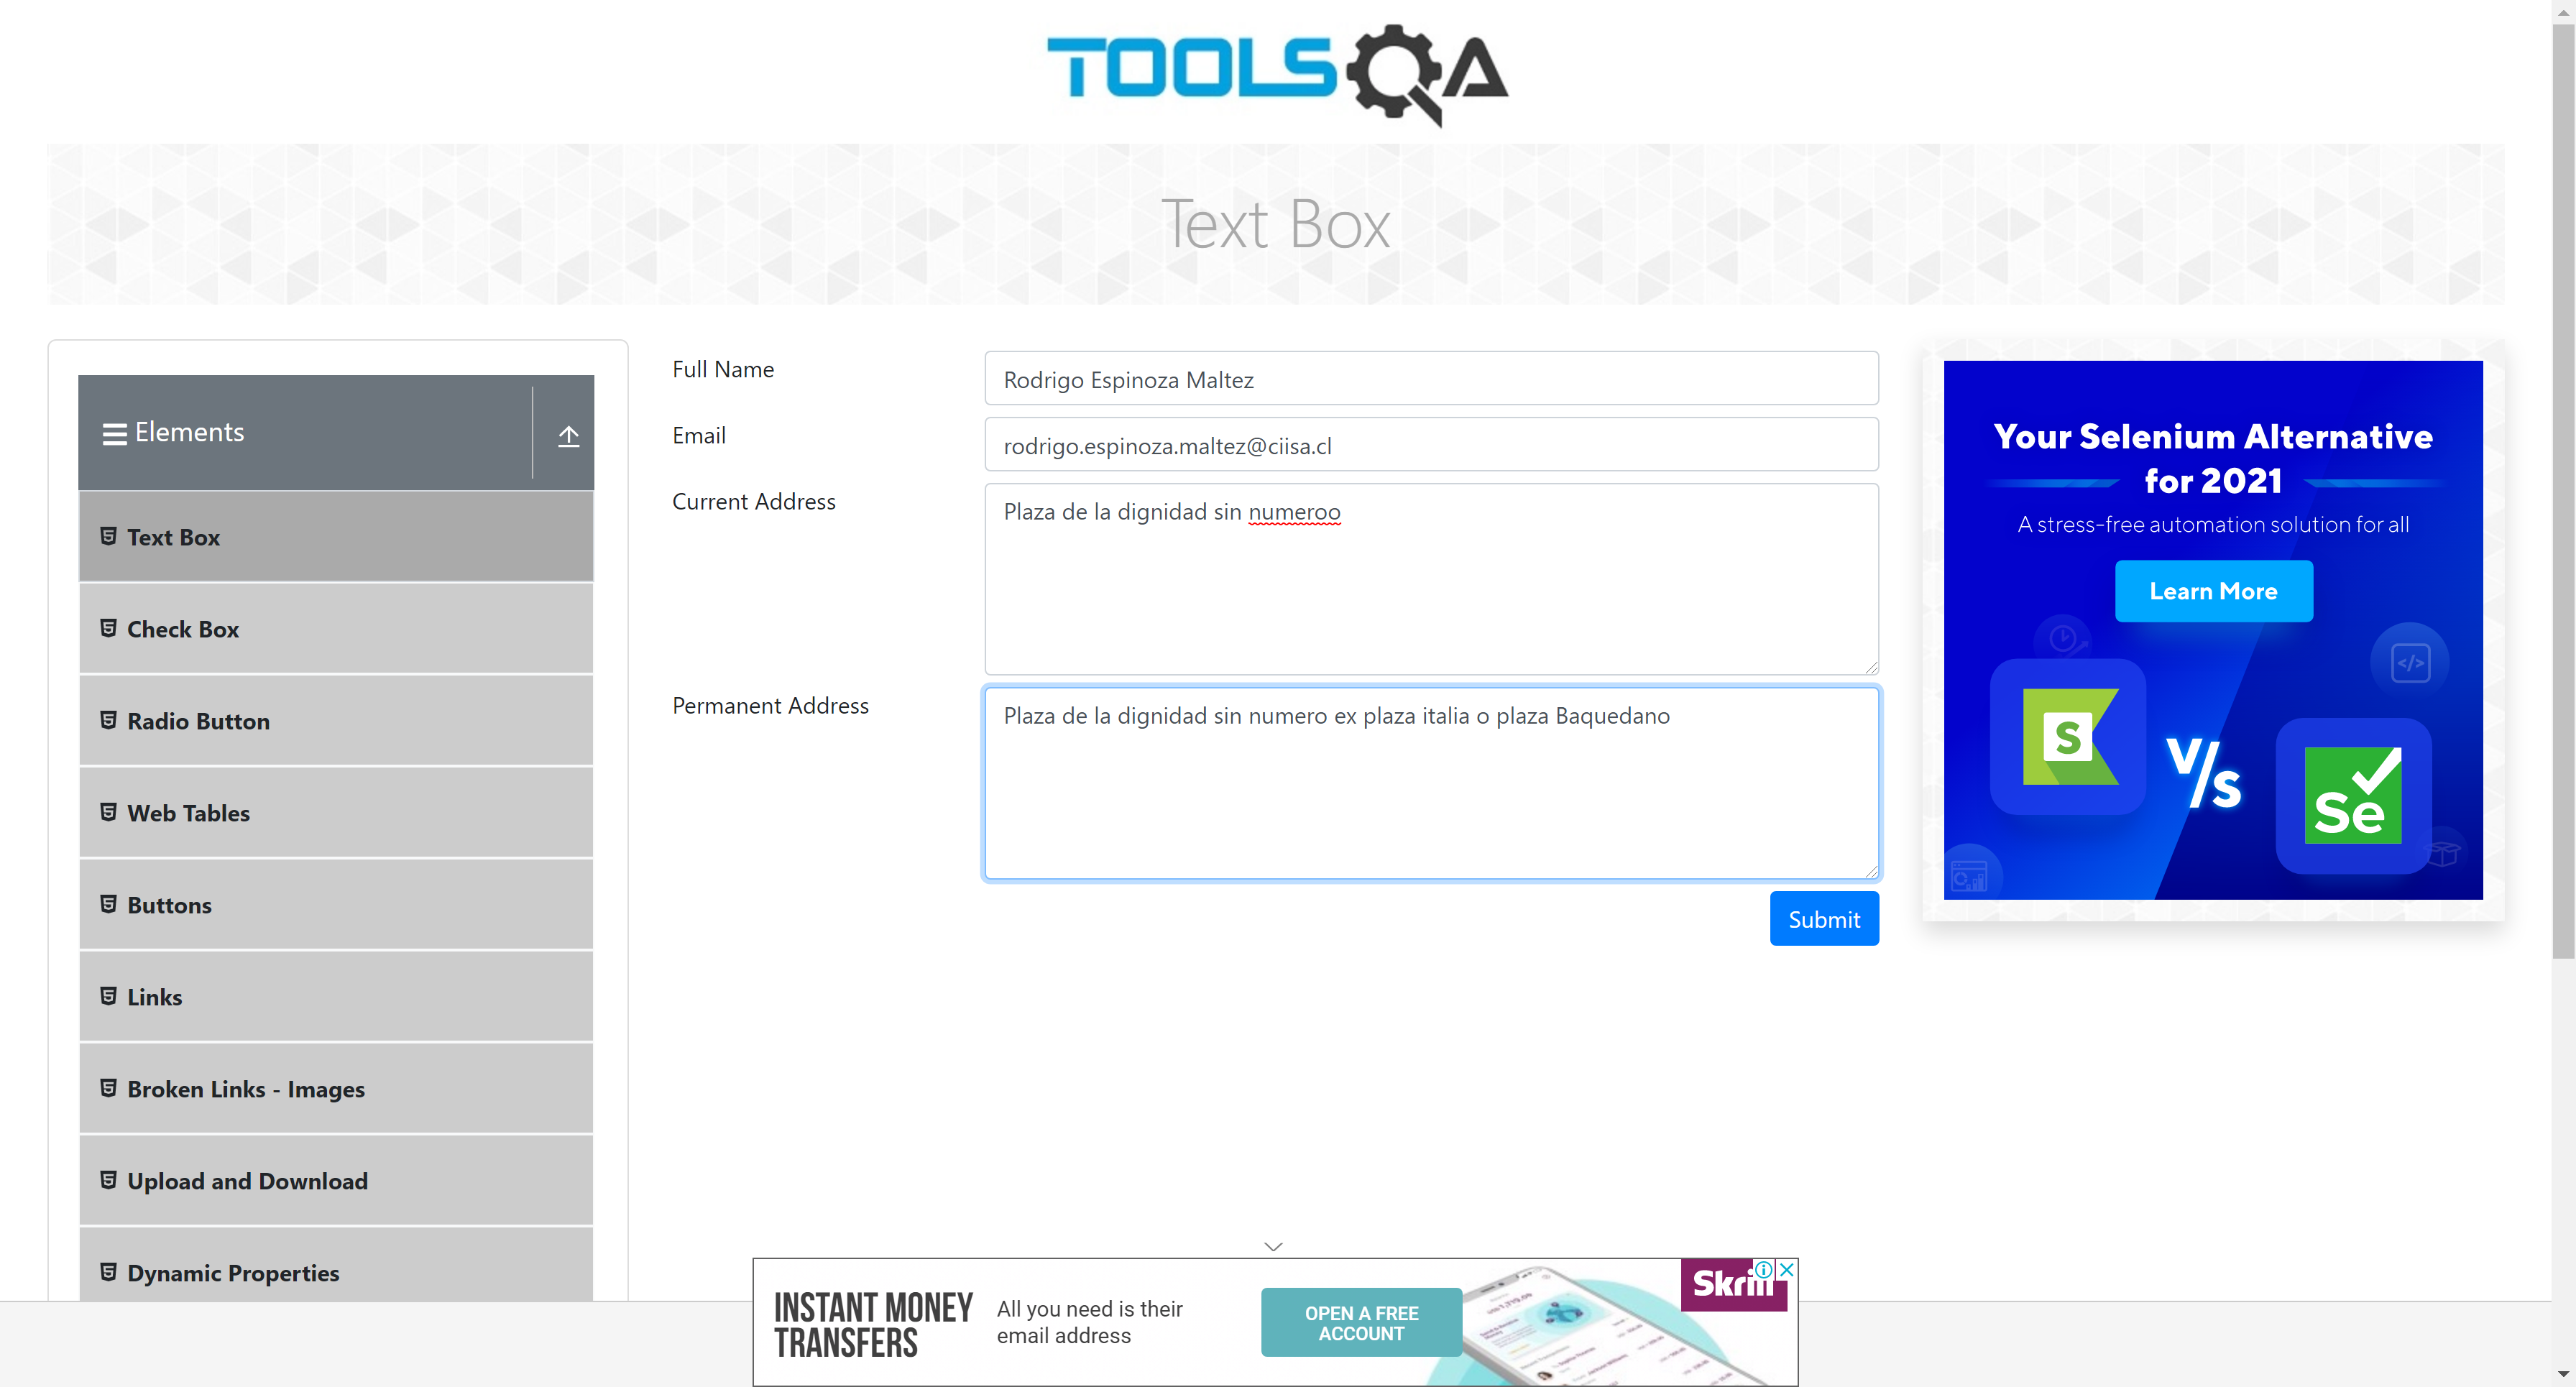 TOOLSQA
Text Box
Elements
Text Box
Check Box
Radio Button
Web Tables
Buttons
Links
Broken Links - Images
Upload and Download
Dynamic Properties
Full Name
Rodrigo Espinoza Maltez
Email
rodrigo.espinoza.maltez@ciisa.cl
Current Address
Plaza de la dignidad sin numeroo
Permanent Address
Plaza de la dignidad sin numero ex plaza italia o plaza Baquedano
Submit
Your Selenium Alternative
for 2021
A stress-free automation solution for all
Learn More
S
V/s
Se
INSTANT MONEY
TRANSFERS
All you need is their
email address
OPEN A FREE
ACCOUNT
Skrill